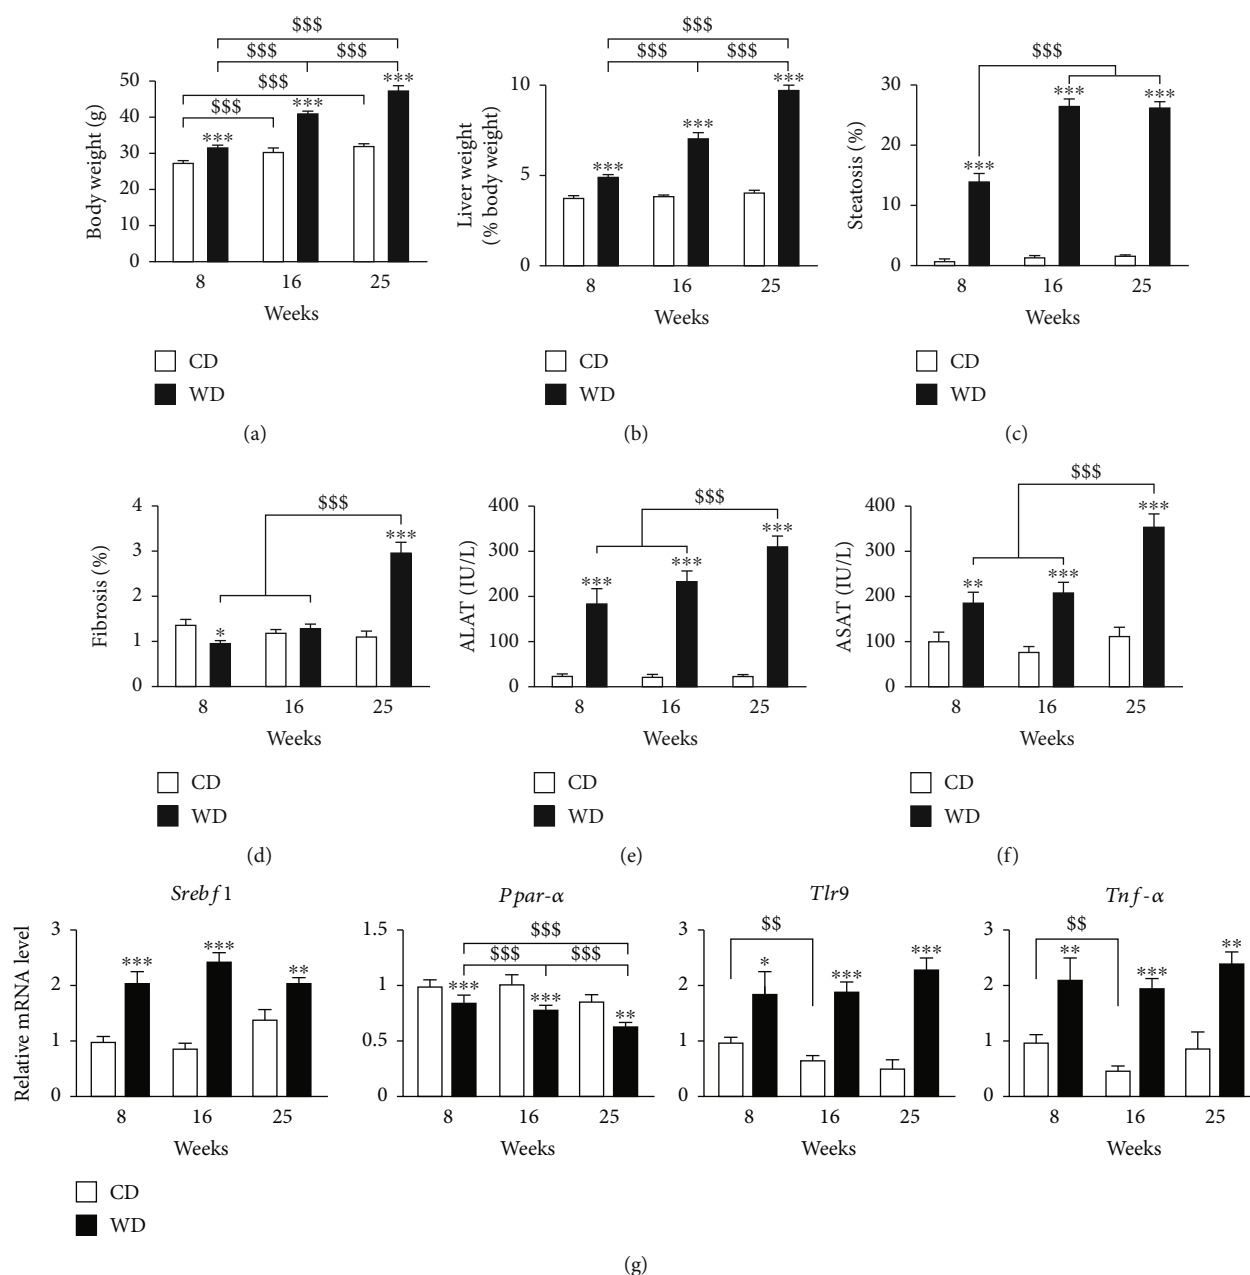 $$$ $$$ $$$
$$$ $$$ $$$ $$$
$$$
$$$
Body weight (g)
50
40
30
20
10
0
*** *** ***
8 16 25
Weeks
CD
WD
(a)
Liver weight
(% body weight)
10
5
0
*** *** ***
8 16 25
Weeks
CD
WD
(b)
Steatosis (%)
30
20
10
0
*** *** ***
8 16 25
Weeks
CD
WD
(c)
$$$
Fibrosis (%)
4
3
2
1
0
* ***
8 16 25
Weeks
CD
WD
(d)
$$$
ALAT (IU/L)
400
300
200
100
0
*** *** ***
8 16 25
Weeks
CD
WD
(e)
$$$
ASAT (IU/L)
400
300
200
100
0
** *** ***
8 16 25
Weeks
CD
WD
(f)
Srebf1
Relative mRNA level
3
2
1
0
*** *** **
8 16 25
Weeks
CD
WD
Ppar-α
1.5
1
0.5
0
$$$
$$$ $$$
*** *** **
8 16 25
Weeks
Tlr9
3
2
1
0
$$
* *** ***
8 16 25
Weeks
Tnf-α
3
2
1
0
$$
** *** **
8 16 25
Weeks
(g)